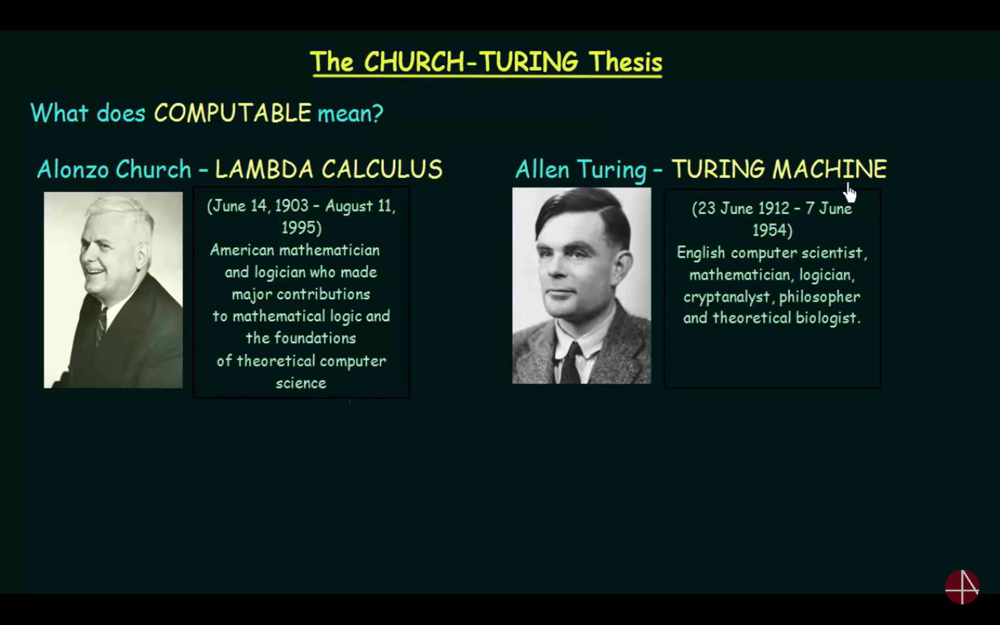 The CHURCH-TURING Thesis
What does COMPUTABLE mean?
Alonzo Church - LAMBDA CALCULUS
(June 14, 1903 - August 11,
1995)
American mathematician
and logician who made
major contributions
to mathematical logic and
the foundations
of theoretical computer
science
Allen Turing - TURING MACHINE
(23 June 1912 - 7 June
1954)
English computer scientist,
mathematician, logician,
cryptanalyst, philosopher
and theoretical biologist.